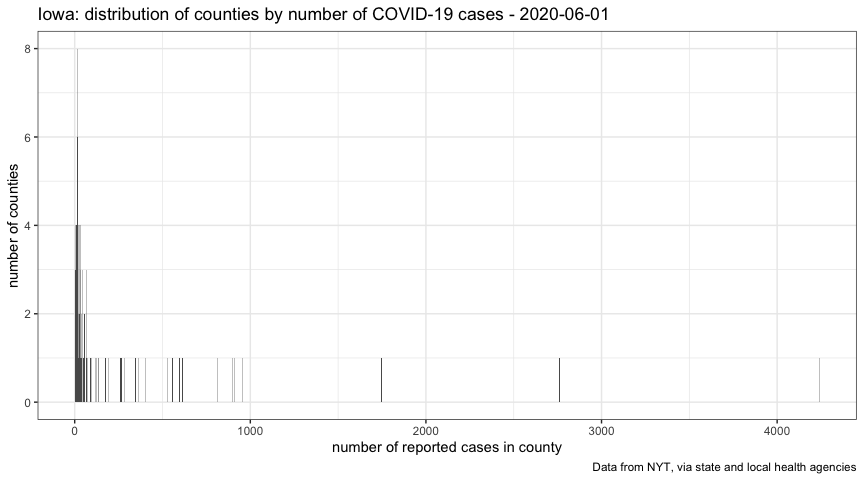 Iowa: distribution of counties by number of COVID-19 cases - 2020-06-01
8
6
4
2
0
number of counties
0 1000 2000 3000 4000
number of reported cases in county
Data from NYT, via state and local health agencies